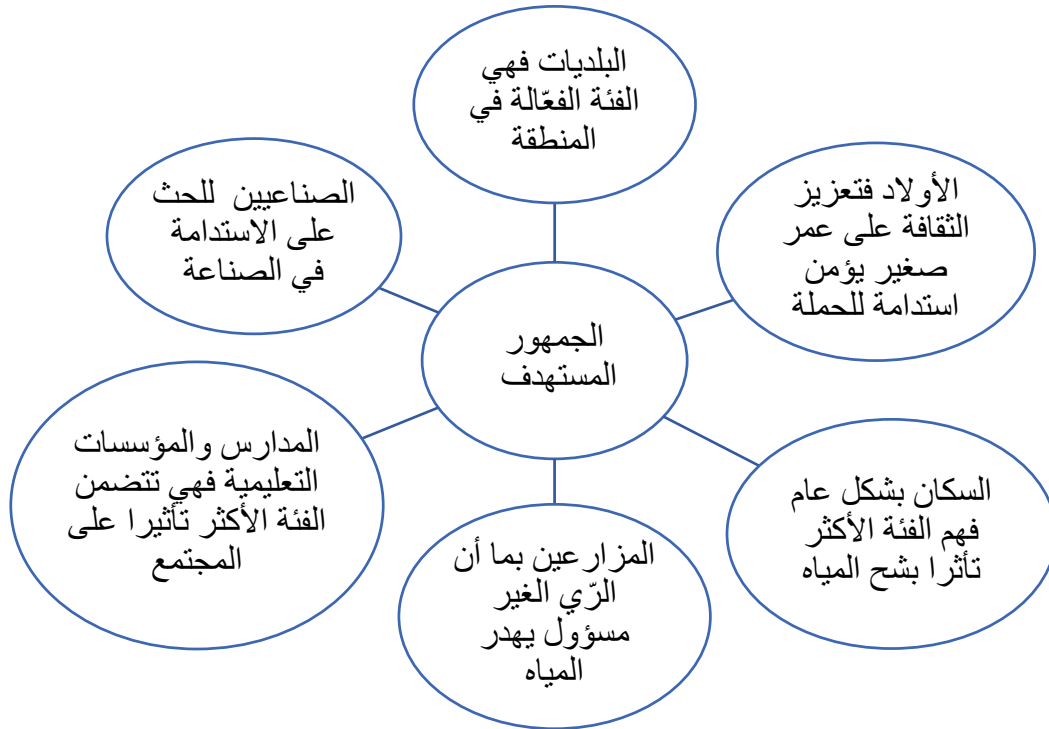 البلديات فهي
الفئة الفعّالة في
المنطقة
الأولاد فتعزيز
الثقافة على عمر
صغير يؤمن
استدامة للحملة
الصناعيين للحث
على الاستدامة
في الصناعة
الجمهور
المستهدف
السكان بشكل عام
فهم الفئة الأكثر
تأثرا بشح المياه
المدارس والمؤسسات
التعليمية فهي تتضمن
الفئة الأكثر تأثيرا على
المجتمع
المزارعين بما أن
الرّي الغير
مسؤول يهدر
المياه